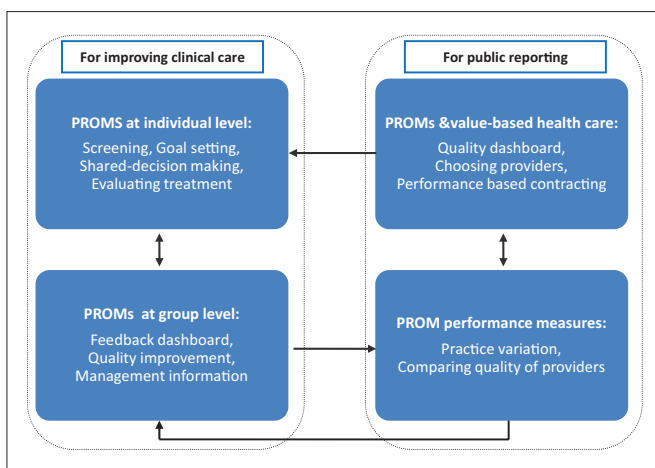 For improving clinical care
PROMS at individual level:
Screening, Goal setting,
Shared-decision making,
Evaluating treatment
PROMs at group level:
Feedback dashboard,
Quality improvement,
Management information
For public reporting
PROMs &value-based health care:
Quality dashboard,
Choosing providers,
Performance based contracting
PROM performance measures:
Practice variation,
Comparing quality of providers